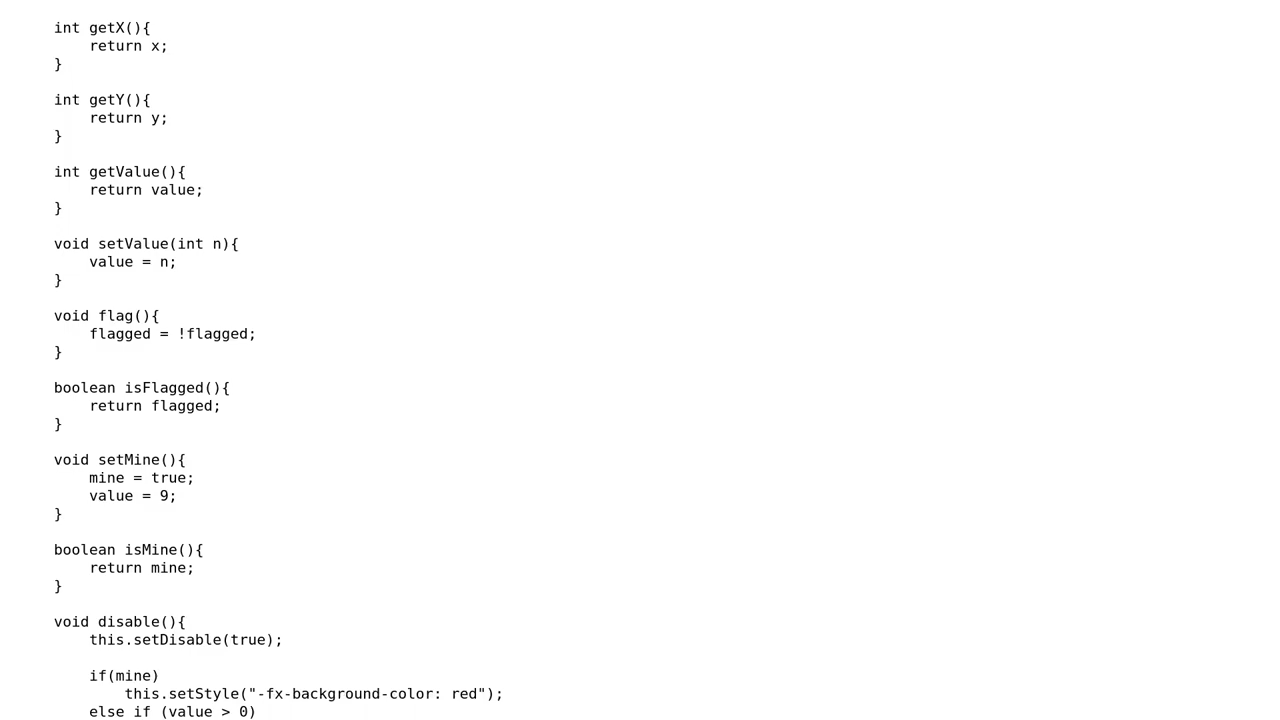 int getX(){
    return x;
}

int getY(){
    return y;
}

int getValue(){
    return value;
}

void setValue(int n){
    value = n;
}

void flag(){
    flagged = !flagged;
}

boolean isFlagged(){
    return flagged;
}

void setMine(){
    mine = true;
    value = 9;
}

boolean isMine(){
    return mine;
}

void disable(){
    this.setDisable(true);

    if(mine)
        this.setStyle("-fx-background-color: red");
    else if (value > 0)